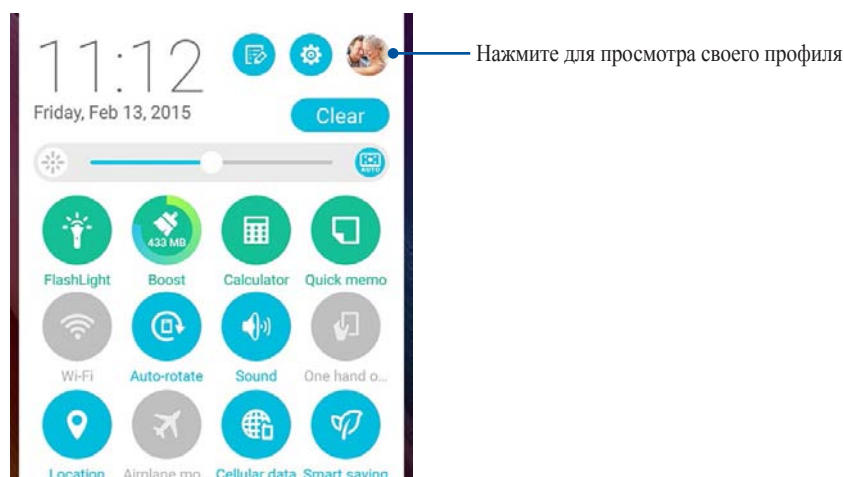 11:12
Нажмите для просмотра своего профиля
Friday, Feb 13, 2015
Clear
AUTO
433 MB
FlashLight Boost Calculator Quick memo
Wi-Fi Auto-rotate Sound One hand o...
Location Airplane mo... Cellular data Smart saving